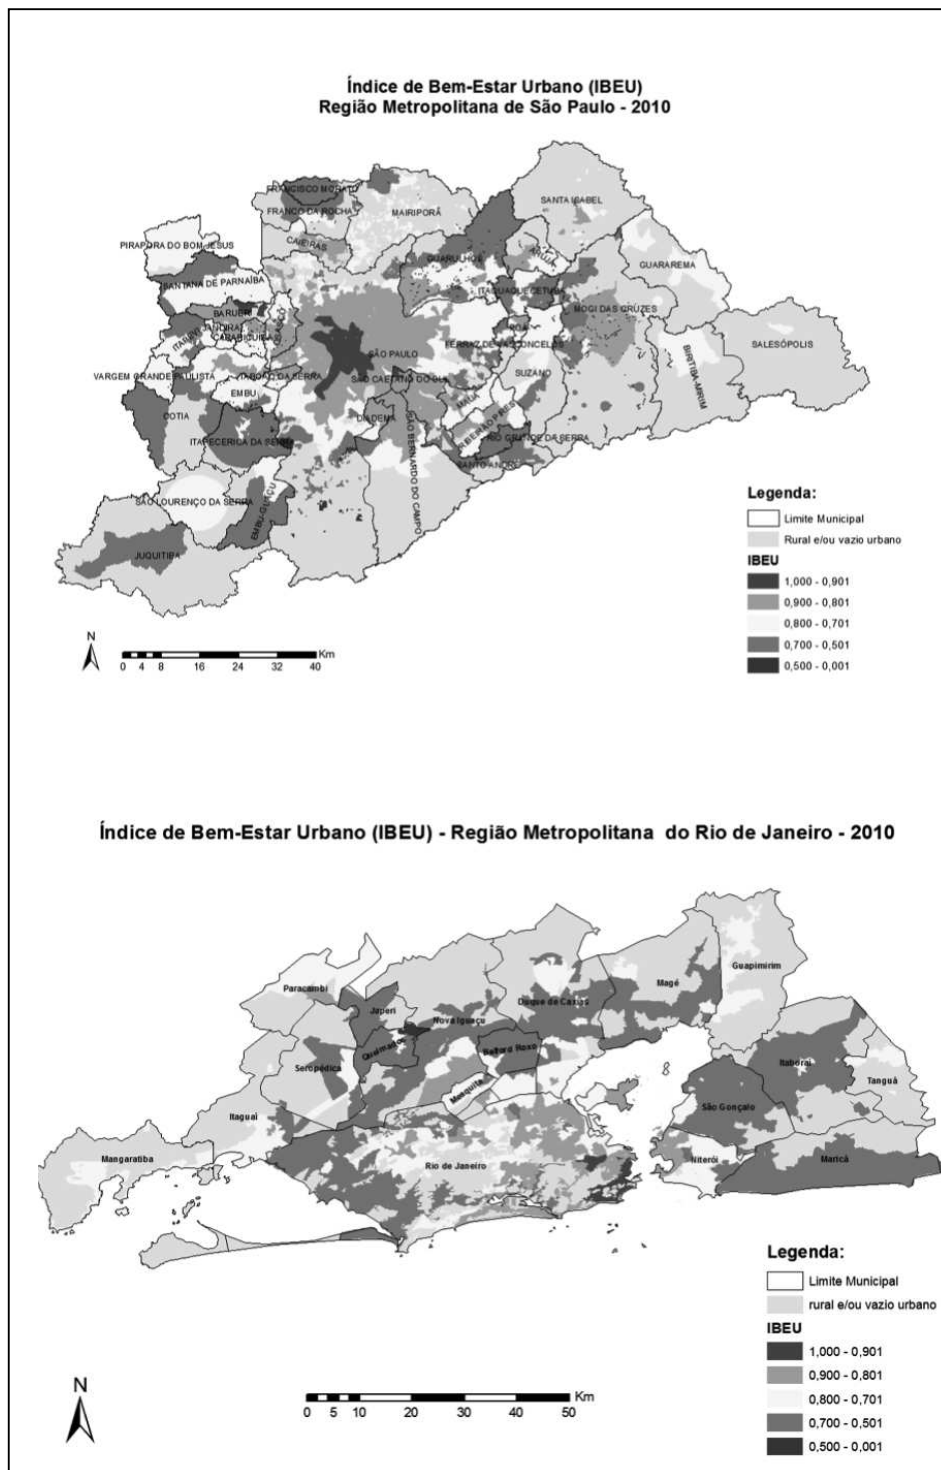 Índice de Bem-Estar Urbano (IBEU)
Região Metropolitana de São Paulo - 2010
FRANCISCO MORATO
FRANCO DA ROCHA
MAIRIPORÃ
SANTA ISABEL
PIRAPORA DO BOM JESUS
CAIEIRAS
GUARULHOS
ARUJÁ
GUARAREMA
SANTANA DE PARNAÍBA
ITAQUAQUECETUBA
MOGI DAS CRUZES
BARUERI
OSASCO
JANDIRA
CARAPICUIBA
ITAPEVI
POÁ
FERRAZ DE VASCONCELOS
SALESÓPOLIS
SÃO PAULO
BIRITIBA-MIRIM
VARGEM GRANDE PAULISTA
TABOÃO DA SERRA
SÃO CAETANO DO SUL
SUZANO
EMBU
MAUÁ
COTIA
DIADEMA
RIBEIRÃO PIRES
ITAPECERICA DA SERRA
RIO GRANDE DA SERRA
SÃO BERNARDO DO CAMPO
SANTO ANDRÉ
SÃO LOURENÇO DA SERRA
EMBU-GUAÇU
JUQUITIBA
Legenda:
Limite Municipal
Rural e/ou vazio urbano
IBEU
1,000 - 0,901
0,900 - 0,801
0,800 - 0,701
0,700 - 0,501
0,500 - 0,001
N
Km
0 4 8 16 24 32 40
Índice de Bem-Estar Urbano (IBEU) - Região Metropolitana do Rio de Janeiro - 2010
Guapimirim
Paracambi
Magé
Duque de Caxias
Japeri
Nova Iguaçu
Queimados
Belford Roxo
Seropédica
Itaboraí
Tanguá
Mesquita
São Gonçalo
Itaguaí
Mangaratiba
Rio de Janeiro
Niterói
Maricá
Legenda:
Limite Municipal
rural e/ou vazio urbano
IBEU
1,000 - 0,901
0,900 - 0,801
0,800 - 0,701
0,700 - 0,501
0,500 - 0,001
N
Km
0 5 10 20 30 40 50